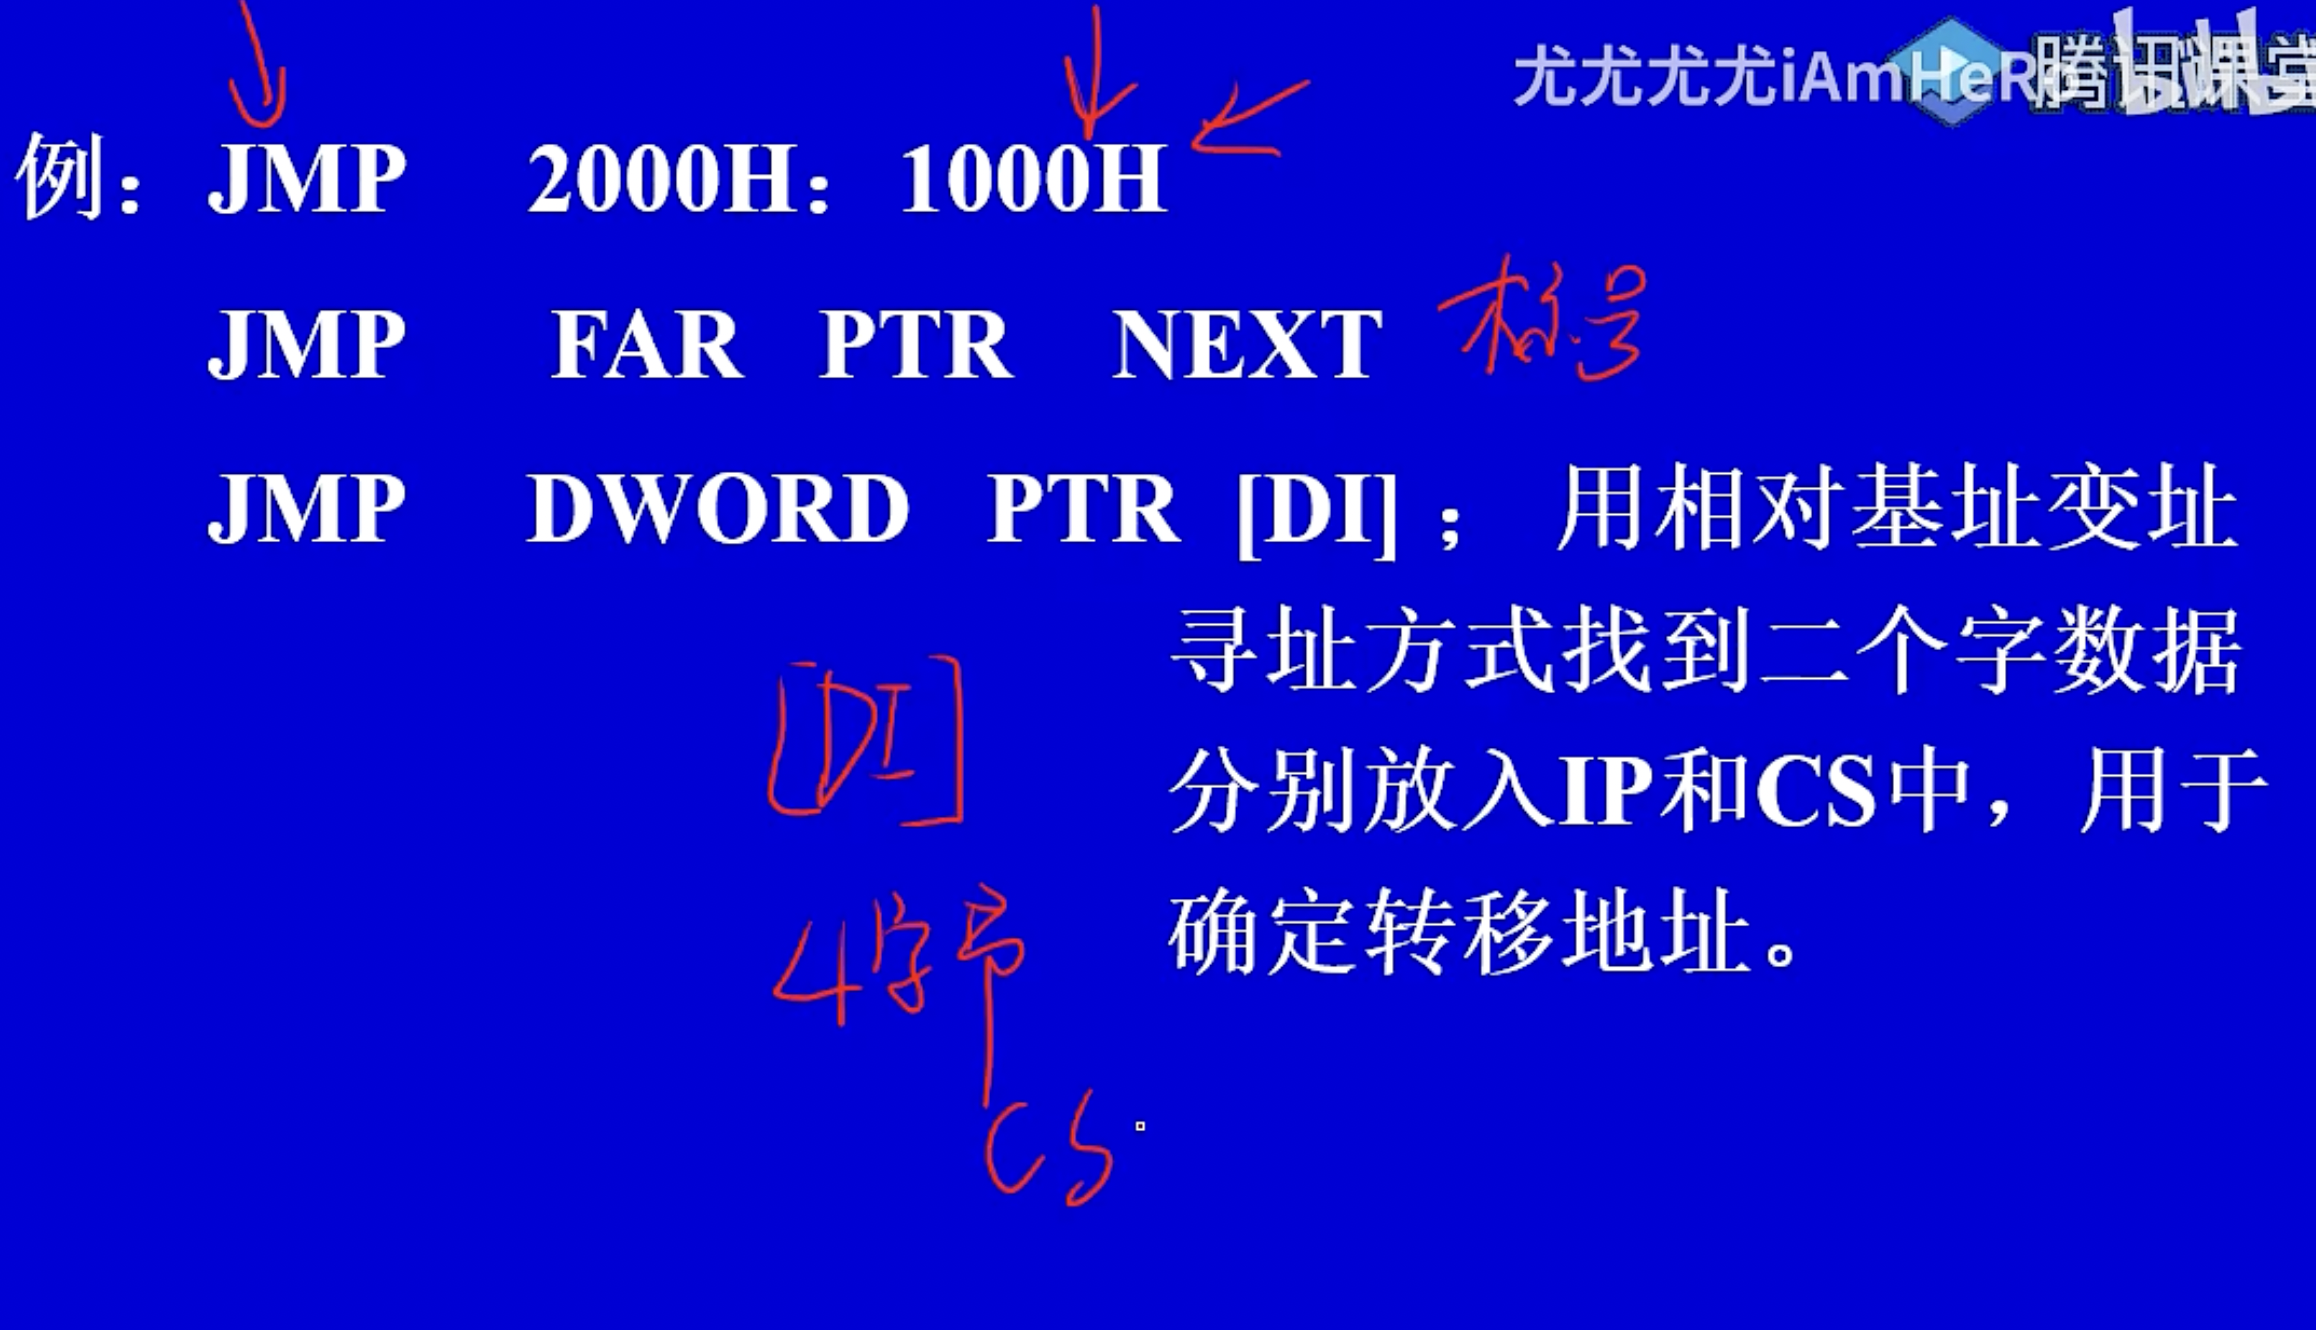 尤尤尤尤iAmHeRo 腾讯课堂
例：JMP 2000H：1000H
JMP FAR PTR NEXT 标号
JMP DWORD PTR [DI]； 用相对基址变址
寻址方式找到二个字数据
[DI]
分别放入IP和CS中，用于
4字节
确定转移地址。
CS